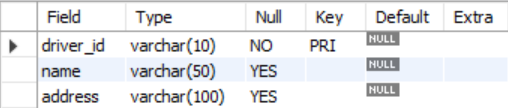 Field Type Null Key Default Extra
driver_id varchar(10) NO PRI NULL
name varchar(50) YES NULL
address varchar(100) YES NULL